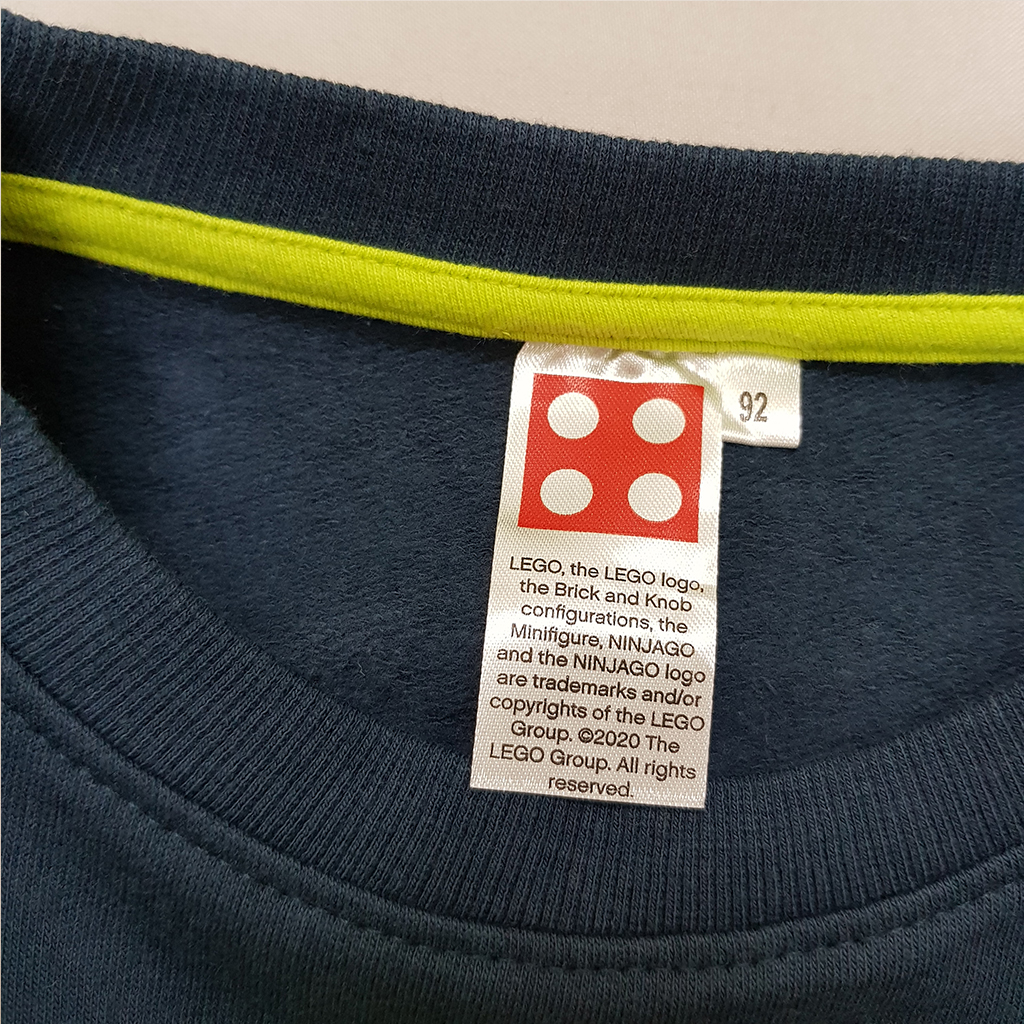 92
LEGO, the LEGO logo,
the Brick and Knob
configurations, the
Minifigure, NINJAGO
and the NINJAGO logo
are trademarks and/or
copyrights of the LEGO
Group. ©2020 The
LEGO Group. All rights
reserved.